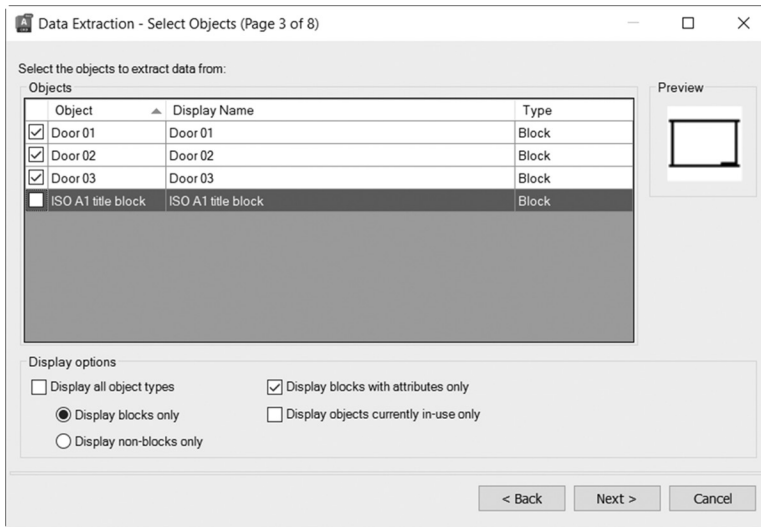 Data Extraction - Select Objects (Page 3 of 8)
Select the objects to extract data from:
Objects
Object Display Name Type
Door 01 Door 01 Block
Door 02 Door 02 Block
Door 03 Door 03 Block
ISO A1 title block ISO A1 title block Block
Preview
Display options
Display all object types
Display blocks with attributes only
Display blocks only
Display objects currently in-use only
Display non-blocks only
< Back Next > Cancel